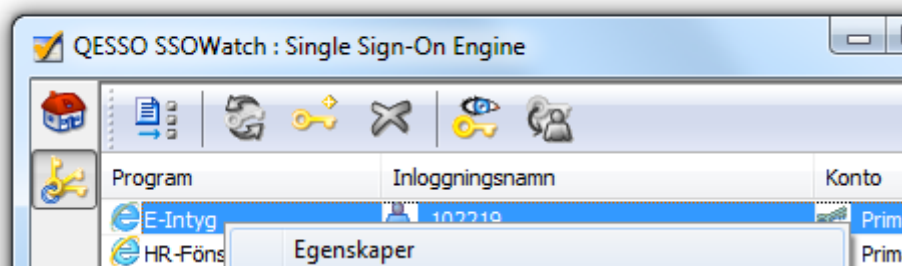 QESSO SSOWatch : Single Sign-On Engine
Program Inloggningsnamn Konto
E-Intyg 102219 Prim
HR-Föns Prim
Egenskaper